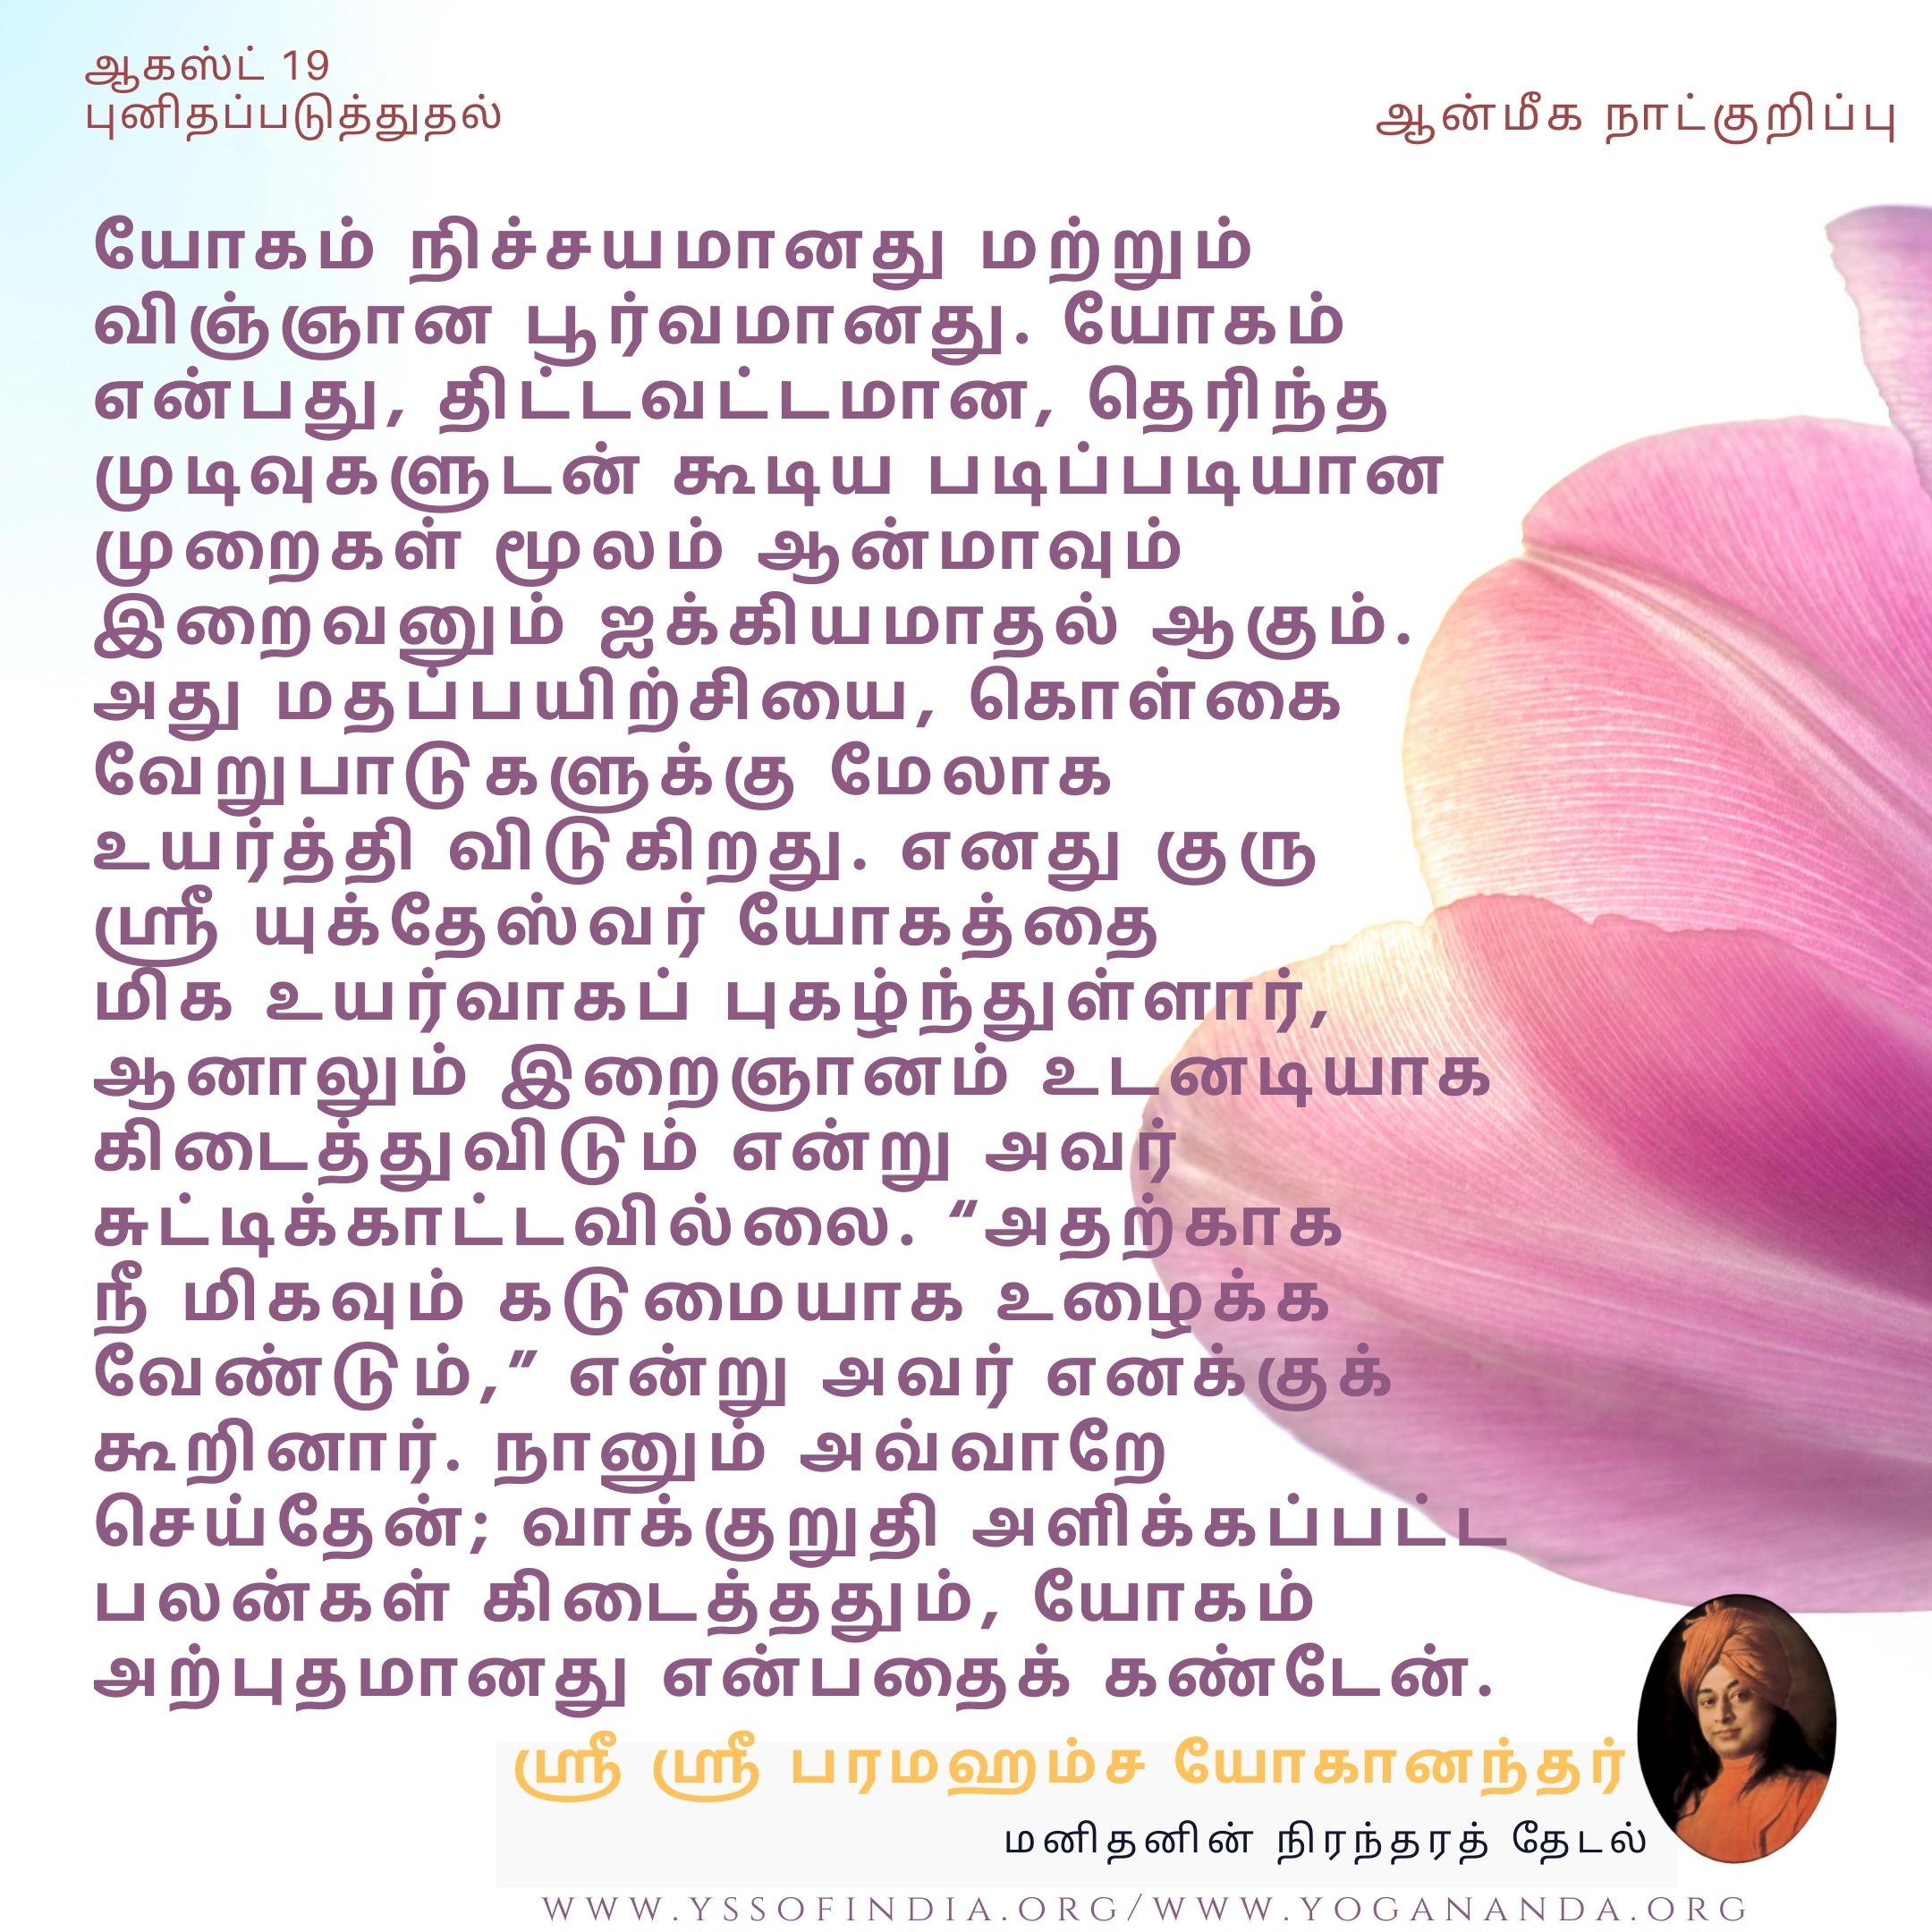 ஆகஸ்ட் 19
புனிதப்படுத்துதல்
ஆன்மீக நாட்குறிப்பு
யோகம் நிச்சயமானது மற்றும்
விஞ்ஞான பூர்வமானது. யோகம்
என்பது, திட்டவட்டமான, தெரிந்த
முடிவுகளுடன் கூடிய படிப்படியான
முறைகள் மூலம் ஆன்மாவும்
இறைவனும் ஐக்கியமாதல் ஆகும்.
அது மதப்பயிற்சியை, கொள்கை
வேறுபாடுகளுக்கு மேலாக
உயர்த்தி விடுகிறது. எனது குரு
ஸ்ரீ யுக்தேஸ்வர் யோகத்தை
மிக உயர்வாகப் புகழ்ந்துள்ளார்,
ஆனாலும் இறைஞானம் உடனடியாக
கிடைத்துவிடும் என்று அவர்
சுட்டிக்காட்டவில்லை. “அதற்காக
நீ மிகவும் கடுமையாக உழைக்க
வேண்டும்,” என்று அவர் எனக்குக்
கூறினார். நானும் அவ்வாறே
செய்தேன்; வாக்குறுதி அளிக்கப்பட்ட
பலன்கள் கிடைத்ததும், யோகம்
அற்புதமானது என்பதைக் கண்டேன்.
ஸ்ரீ ஸ்ரீ பரமஹம்ச யோகானந்தர்
மனிதனின் நிரந்தரத் தேடல்
WWW.YSSOFINDIA.ORG/WWW.YOGANANDA.ORG